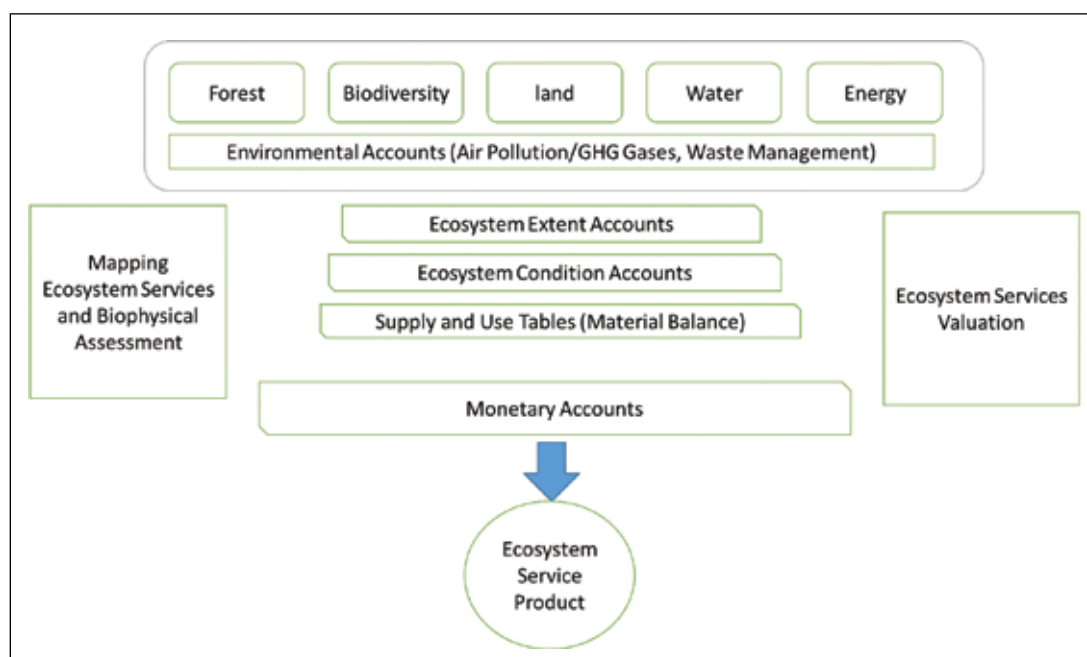 Forest
Biodiversity
land
Water
Energy
Environmental Accounts (Air Pollution/GHG Gases, Waste Management)
Mapping
Ecosystem Services
and Biophysical
Assessment
Ecosystem Extent Accounts
Ecosystem Condition Accounts
Supply and Use Tables (Material Balance)
Ecosystem Services
Valuation
Monetary Accounts
Ecosystem
Service
Product